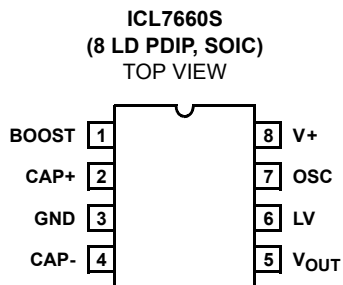 ICL7660S
(8 LD PDIP, SOIC)
TOP VIEW
BOOST 1 8 V+
CAP+ 2 7 OSC
GND 3 6 LV
CAP- 4 5 VOUT